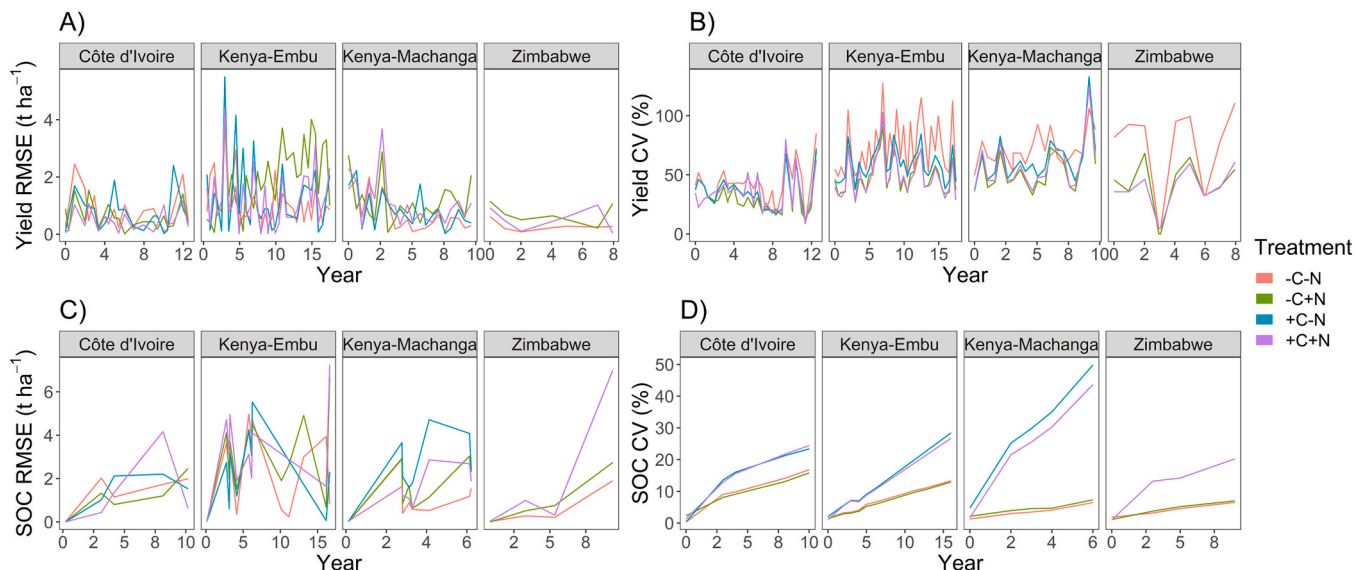 A)
Côte d'Ivoire Kenya-Embu Kenya-Machanga Zimbabwe
Yield RMSE (t ha⁻¹)
4
2
0
0 4 8 12 0 5 10 15 0 2 4 6 8 10 0 2 4 6 8
Year
B)
Côte d'Ivoire Kenya-Embu Kenya-Machanga Zimbabwe
Yield CV (%)
100
50
0
0 4 8 12 0 5 10 15 0 2 4 6 8 10 0 2 4 6 8
Year
Treatment
-C-N
-C+N
+C-N
+C+N
C)
Côte d'Ivoire Kenya-Embu Kenya-Machanga Zimbabwe
SOC RMSE (t ha⁻¹)
6
4
2
0
0 3 6 10 0 5 10 15 0 2 4 6 2 5 8
Year
D)
Côte d'Ivoire Kenya-Embu Kenya-Machanga Zimbabwe
SOC CV (%)
50
40
30
20
10
0
0 3 6 10 0 5 10 15 0 2 4 6 2 5 8
Year